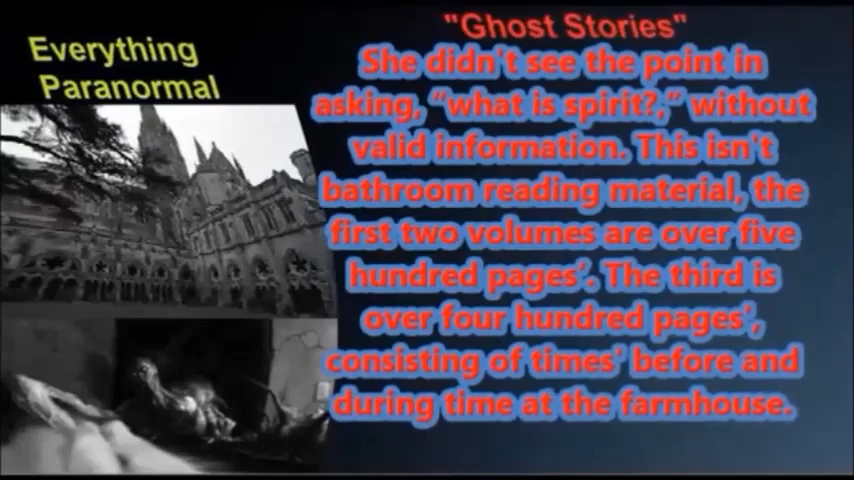 Everything
Paranormal
"Ghost Stories"
She didn't see the point in
asking, “what is spirit?,” without
valid information. This isn't
bathroom reading material, the
first two volumes are over five
hundred pages'. The third is
over four hundred pages',
consisting of times' before and
during time at the farmhouse.